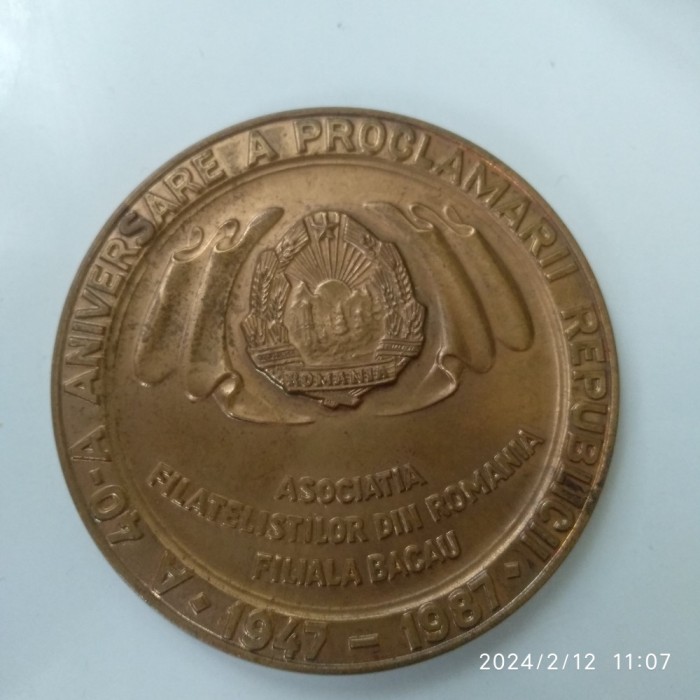 A 40-A ANIVERSARE A PROCLAMARII REPUBLICII
• 1947 – 1987 •
ROMANIA
ASOCIATIA
FILATELISTILOR DIN ROMANIA
FILIALA BACAU
2024/2/12 11:07